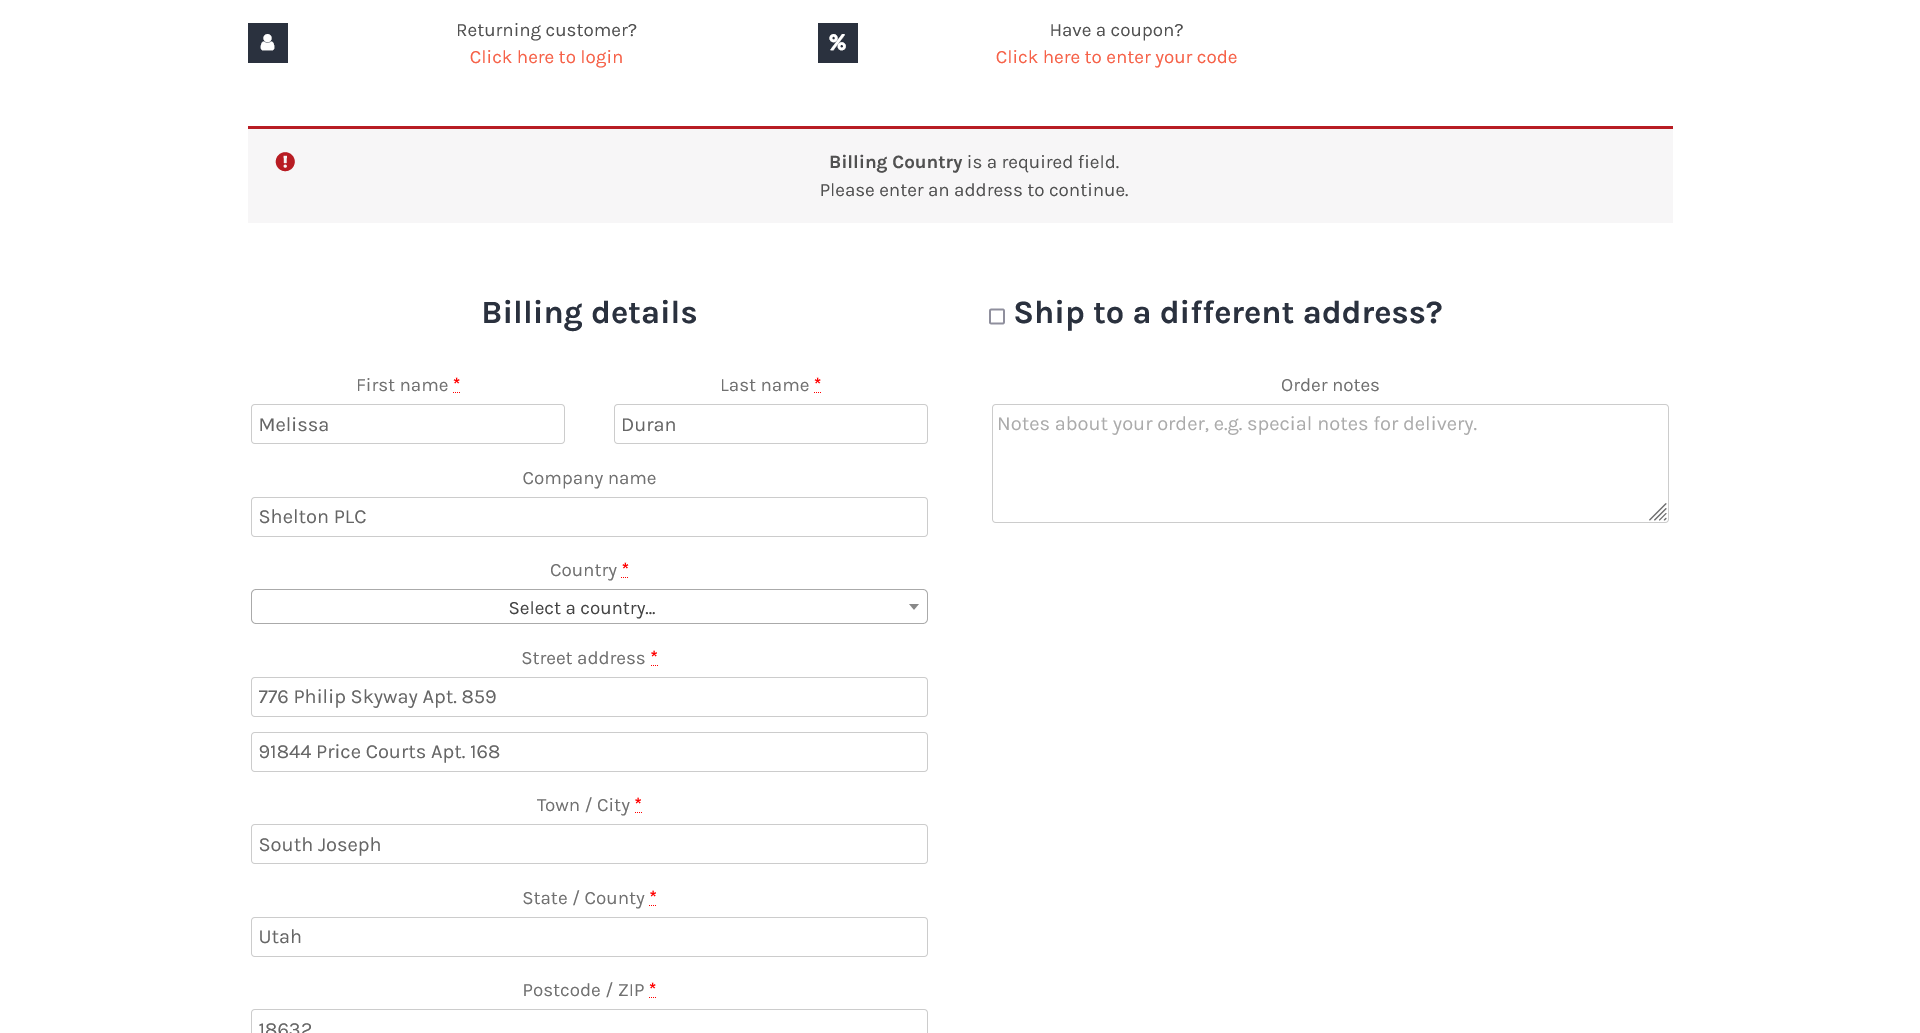 Returning customer?
Click here to login
Have a coupon?
Click here to enter your code
Billing Country is a required field.
Please enter an address to continue.
Billing details
First name *
Last name *
Melissa
Duran
Company name
Shelton PLC
Country *
Select a country...
Street address *
776 Philip Skyway Apt. 859
91844 Price Courts Apt. 168
Town / City *
South Joseph
State / County *
Utah
Postcode / ZIP *
18632
Ship to a different address?
Order notes
Notes about your order, e.g. special notes for delivery.